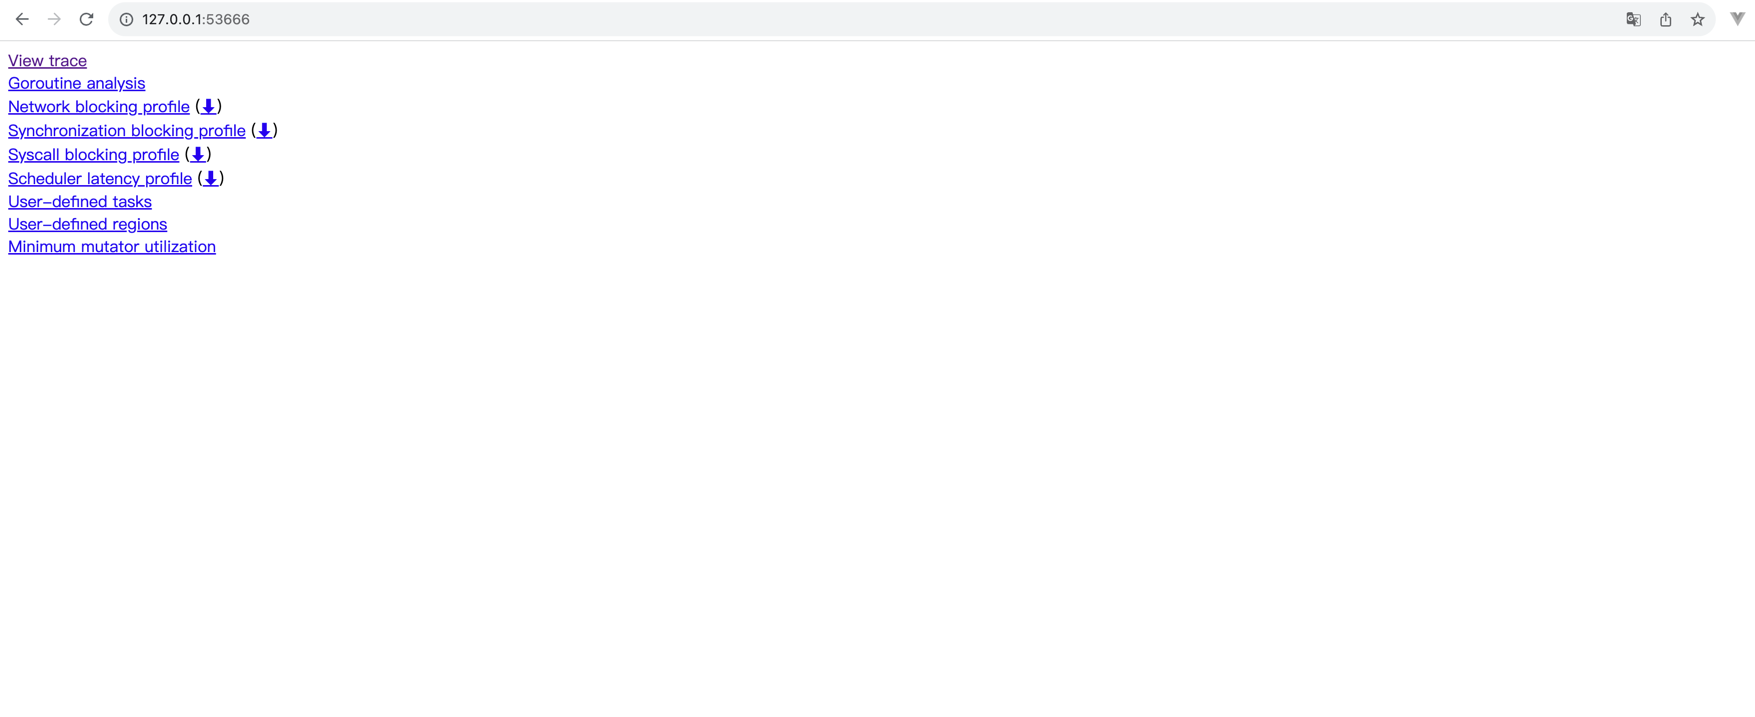 127.0.0.1:53666
View trace
Goroutine analysis
Network blocking profile (⬇)
Synchronization blocking profile (⬇)
Syscall blocking profile (⬇)
Scheduler latency profile (⬇)
User-defined tasks
User-defined regions
Minimum mutator utilization